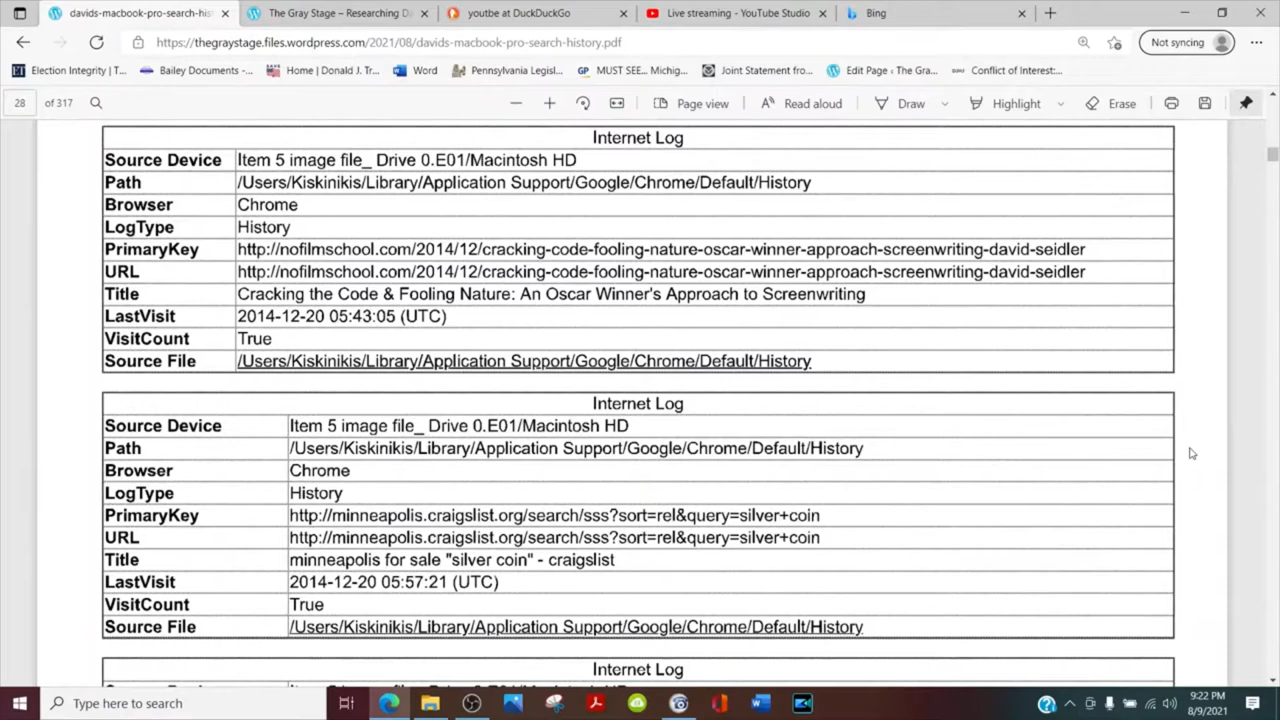 davids-macbook-pro-search-hist
The Gray Stage – Researching Da
youtbe at DuckDuckGo
Live streaming - YouTube Studio
Bing
https://thegraystage.files.wordpress.com/2021/08/davids-macbook-pro-search-history.pdf
Not syncing
Election Integrity | T...
Bailey Documents -...
Home | Donald J. Tr...
Word
Pennsylvania Legisl...
MUST SEE... Michig...
Joint Statement fro...
Edit Page ‹ The Gra...
Conflict of Interest:...
28 of 317
Page view
Read aloud
Draw
Highlight
Erase
Internet Log
Source Device Item 5 image file_ Drive 0.E01/Macintosh HD
Path /Users/Kiskinikis/Library/Application Support/Google/Chrome/Default/History
Browser Chrome
LogType History
PrimaryKey http://nofilmschool.com/2014/12/cracking-code-fooling-nature-oscar-winner-approach-screenwriting-david-seidler
URL http://nofilmschool.com/2014/12/cracking-code-fooling-nature-oscar-winner-approach-screenwriting-david-seidler
Title Cracking the Code & Fooling Nature: An Oscar Winner's Approach to Screenwriting
LastVisit 2014-12-20 05:43:05 (UTC)
VisitCount True
Source File /Users/Kiskinikis/Library/Application Support/Google/Chrome/Default/History
Internet Log
Source Device Item 5 image file_ Drive 0.E01/Macintosh HD
Path /Users/Kiskinikis/Library/Application Support/Google/Chrome/Default/History
Browser Chrome
LogType History
PrimaryKey http://minneapolis.craigslist.org/search/sss?sort=rel&query=silver+coin
URL http://minneapolis.craigslist.org/search/sss?sort=rel&query=silver+coin
Title minneapolis for sale "silver coin" - craigslist
LastVisit 2014-12-20 05:57:21 (UTC)
VisitCount True
Source File /Users/Kiskinikis/Library/Application Support/Google/Chrome/Default/History
Internet Log
Type here to search
9:22 PM
8/9/2021